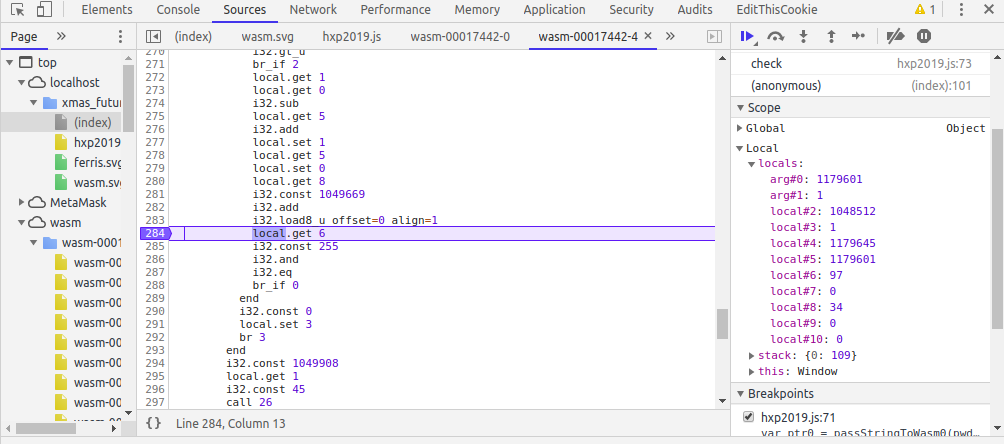 Elements Console Sources Network Performance Memory Application Security Audits EditThisCookie 1
Page »
top
localhost
xmas_futur
(index)
hxp2019
ferris.svg
wasm.svg
MetaMask
wasm
wasm-0001
wasm-00
wasm-00
wasm-00
wasm-00
wasm-00
wasm-00
wasm-00
wasm-00
(index) wasm.svg hxp2019.js wasm-00017442-0 wasm-00017442-4 × »
270 i32.gt_u
271 br_if 2
272 local.get 1
273 local.get 0
274 i32.sub
275 local.get 5
276 i32.add
277 local.set 1
278 local.get 5
279 local.set 0
280 local.get 8
281 i32.const 1049669
282 i32.add
283 i32.load8_u offset=0 align=1
284 local.get 6
285 i32.const 255
286 i32.and
287 i32.eq
288 br_if 0
289 end
290 i32.const 0
291 local.set 3
292 br 3
293 end
294 i32.const 1049908
295 local.get 1
296 i32.const 45
297 call 26
{} Line 284, Column 13
check hxp2019.js:73
(anonymous) (index):101
Scope
Global Object
Local
locals:
arg#0: 1179601
arg#1: 1
local#2: 1048512
local#3: 1
local#4: 1179645
local#5: 1179601
local#6: 97
local#7: 0
local#8: 34
local#9: 0
local#10: 0
stack: {0: 109}
this: Window
Breakpoints
hxp2019.js:71
var ptr0 = passStringToWasm0(pwd…